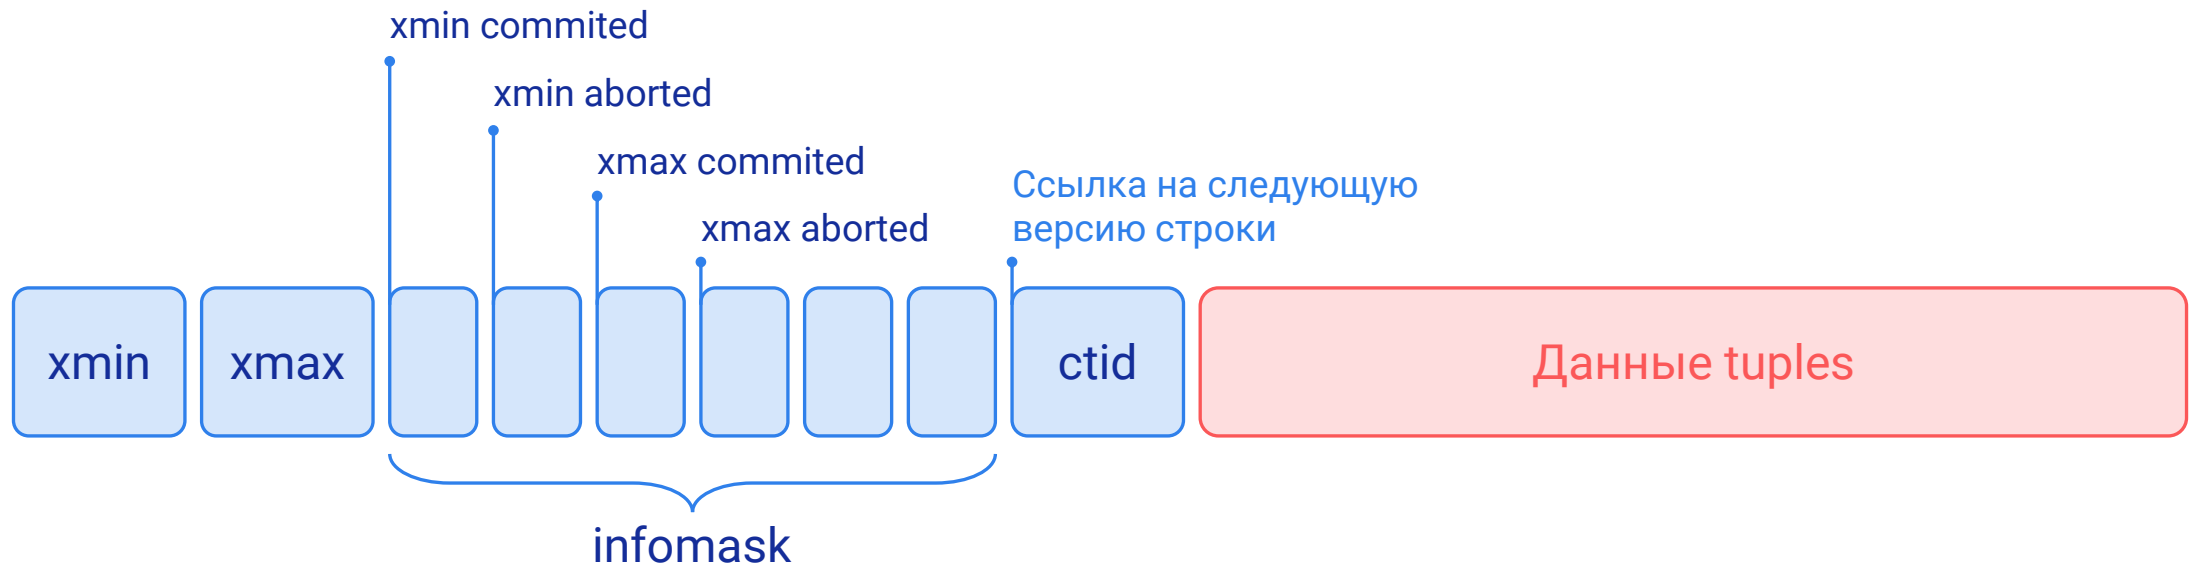 xmin commited
xmin aborted
xmax commited
xmax aborted
Ссылка на следующую
версию строки
xmin
xmax
ctid
Данные tuples
infomask